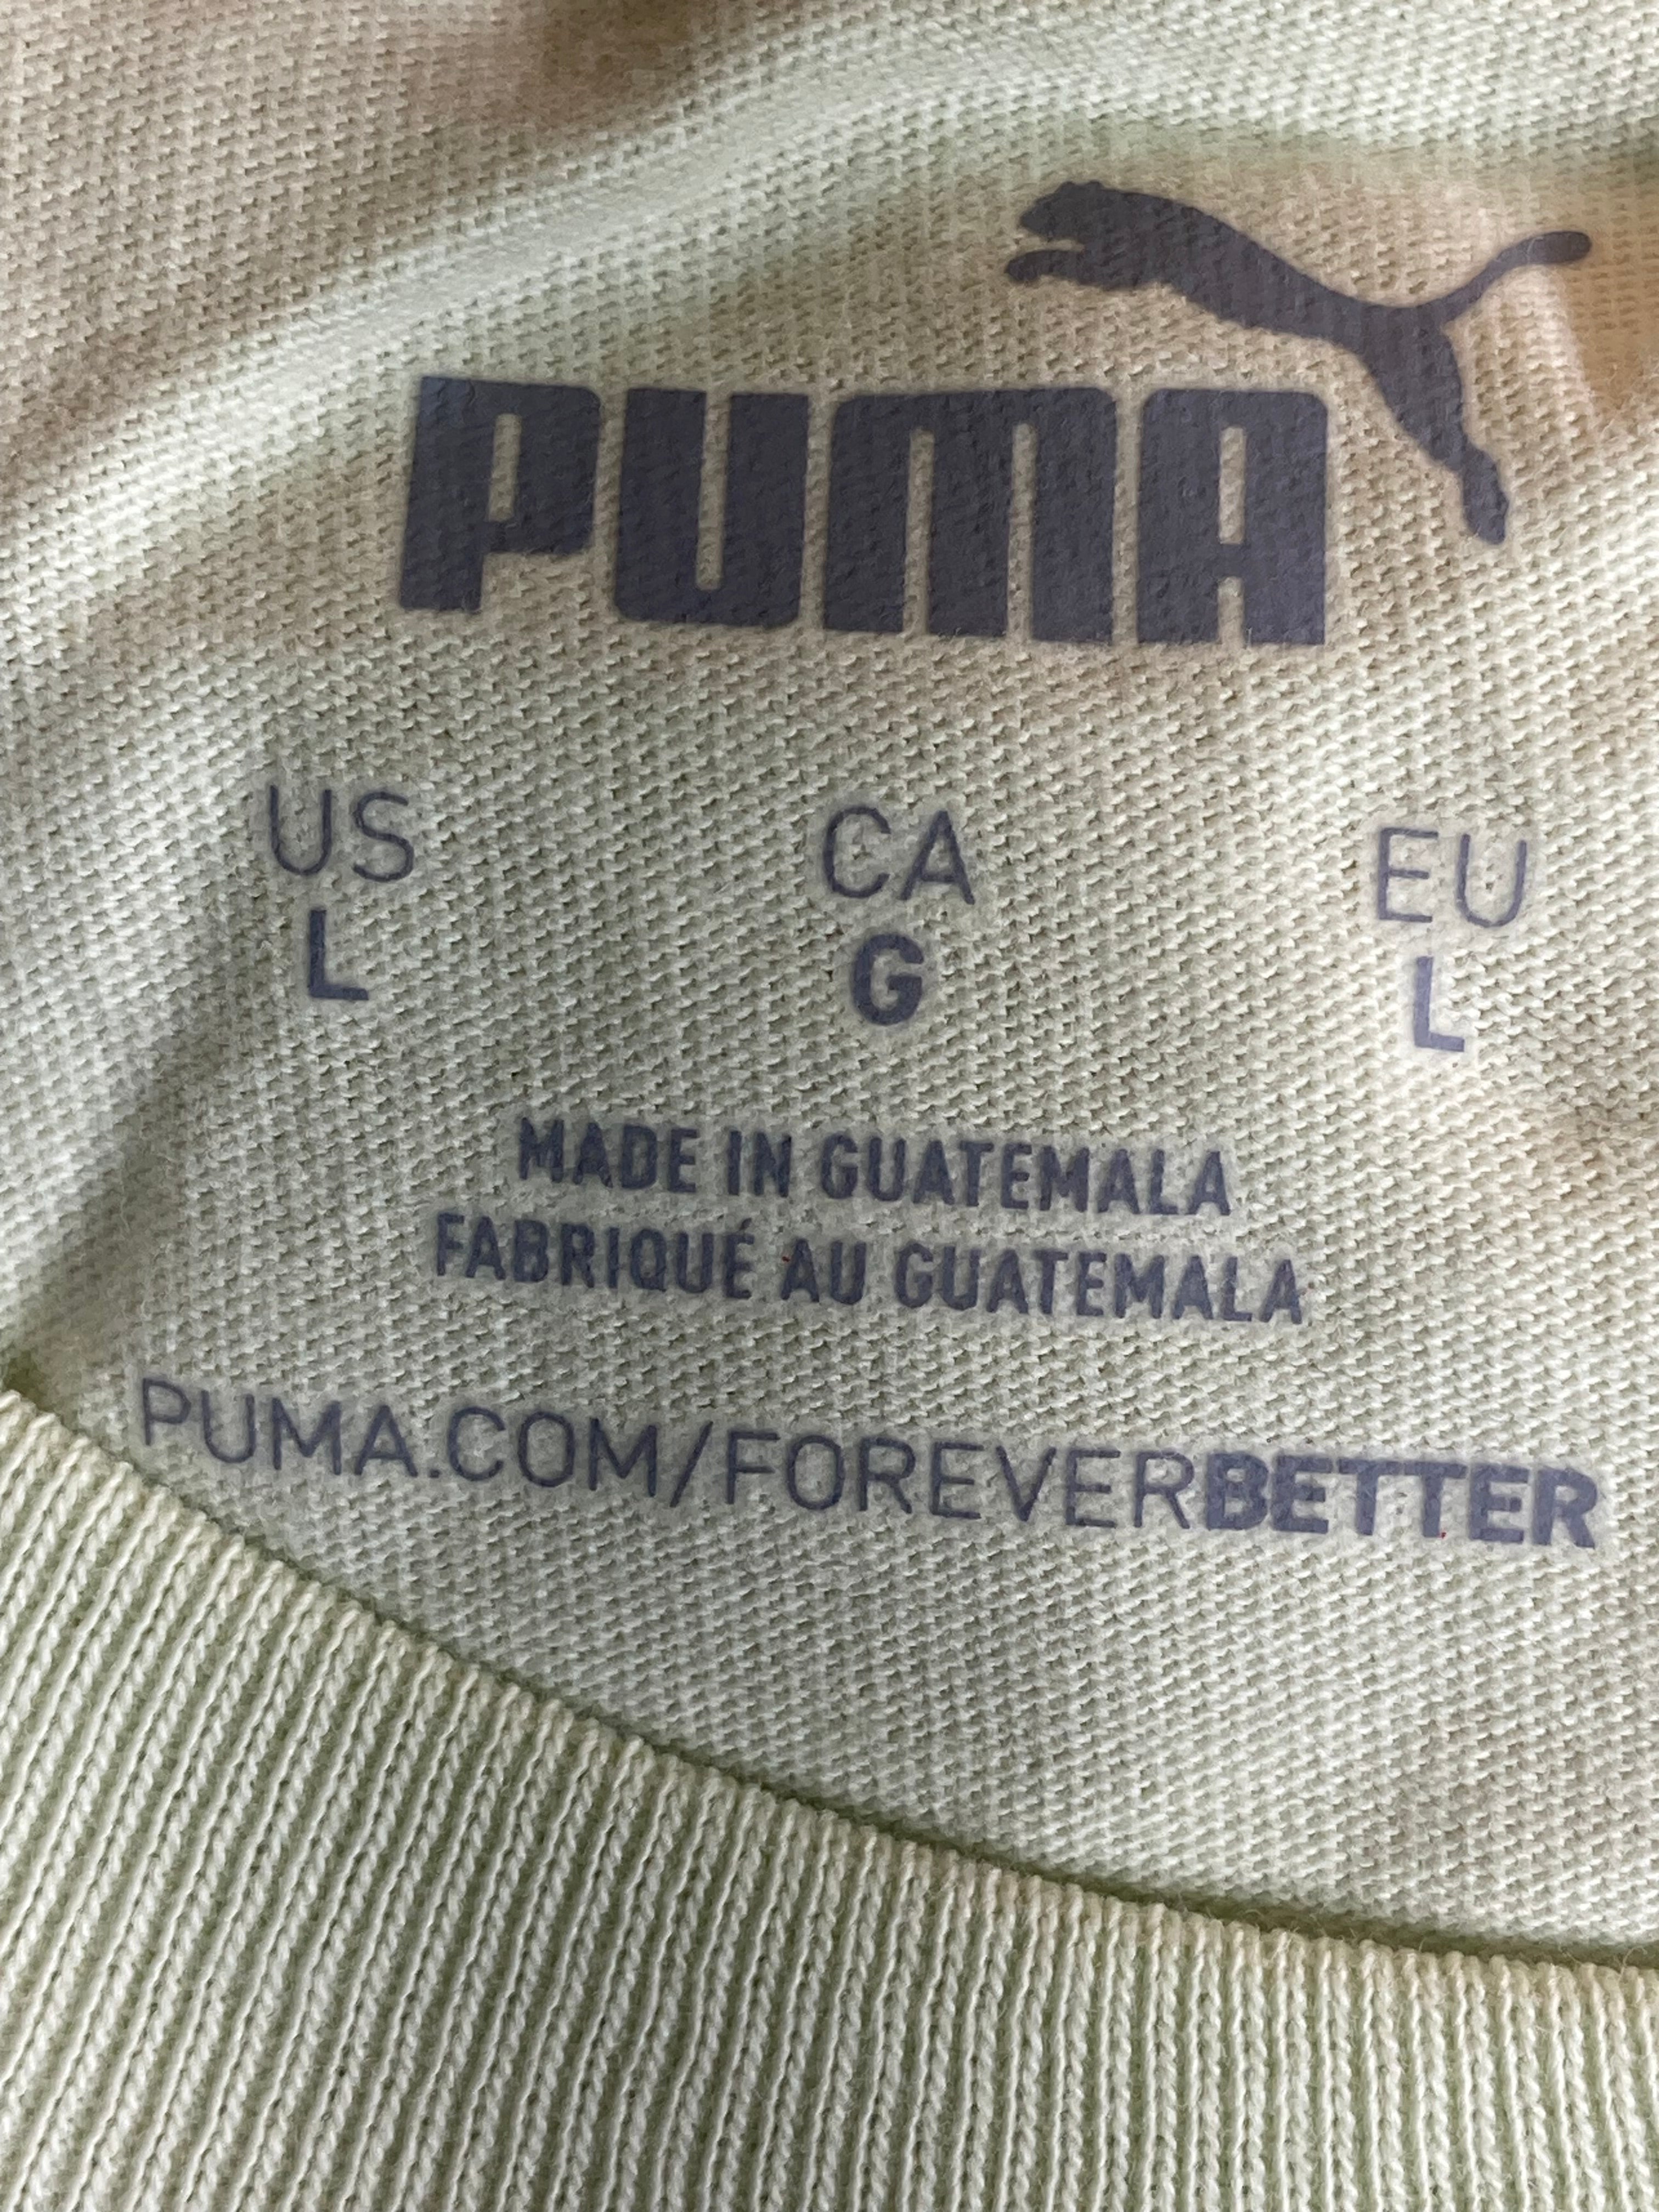 PUMA
US CA EU
L G L
MADE IN GUATEMALA
FABRIQUÉ AU GUATEMALA
PUMA.COM/FOREVERBETTER